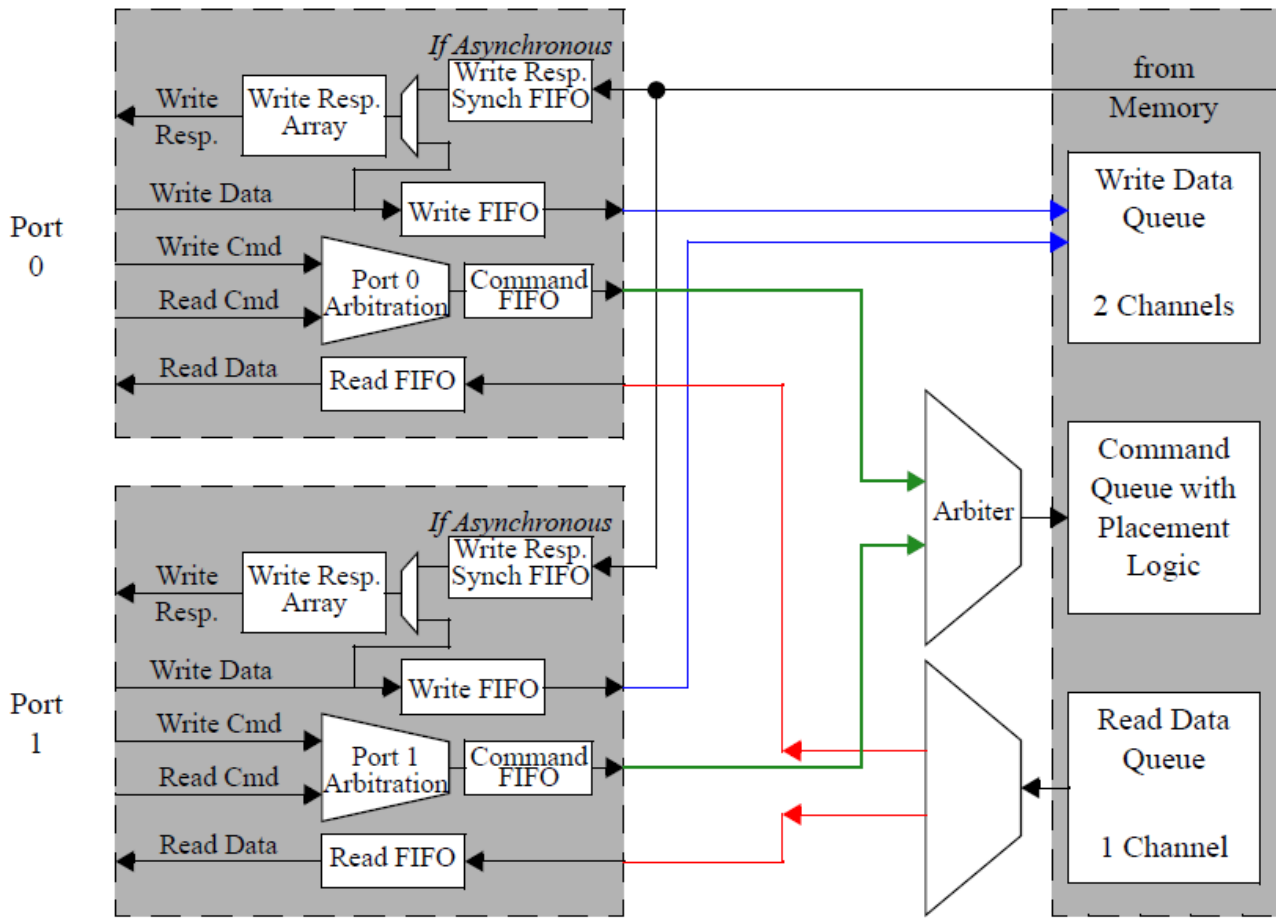 If Asynchronous
Write Resp.
Synch FIFO
Write Resp.
Array
Write
Resp.
Write Data
Write FIFO
Port
0
Write Cmd
Read Cmd
Port 0
Arbitration
Command
FIFO
Read Data
Read FIFO
from
Memory
Write Data
Queue
2 Channels
Arbiter
Command
Queue with
Placement
Logic
If Asynchronous
Write Resp.
Synch FIFO
Write Resp.
Array
Write
Resp.
Write Data
Write FIFO
Port
1
Write Cmd
Read Cmd
Port 1
Arbitration
Command
FIFO
Read Data
Read FIFO
Read Data
Queue
1 Channel